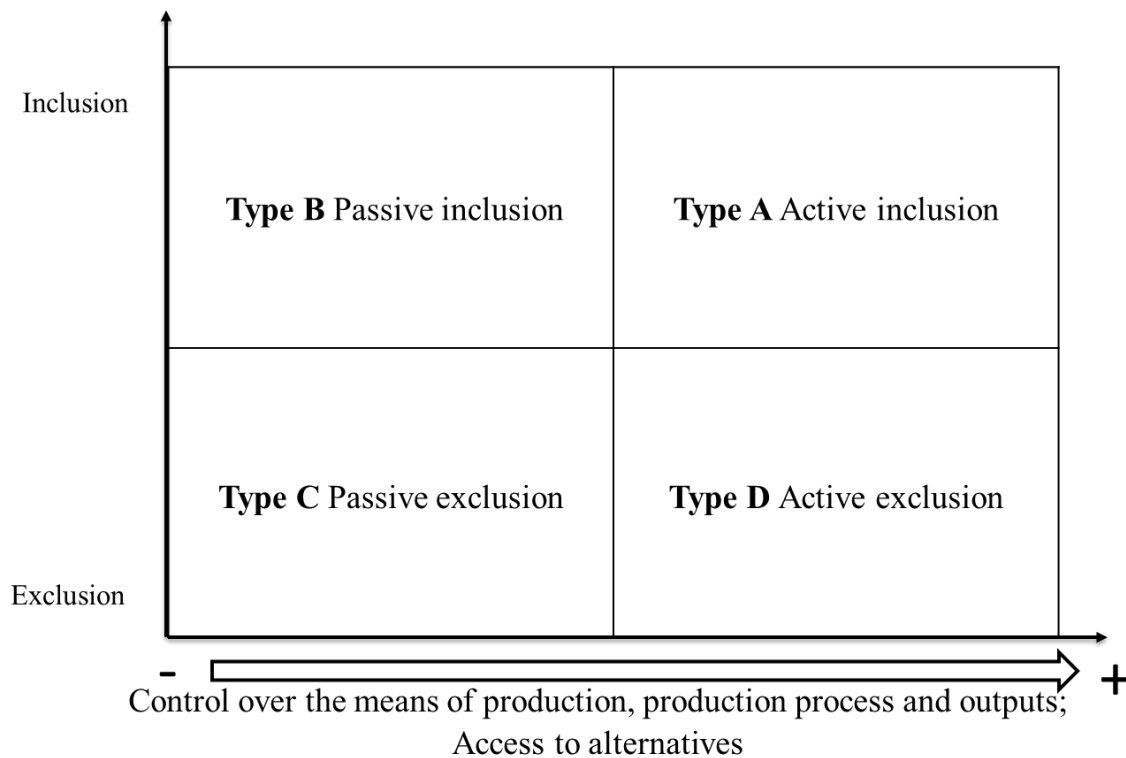 Inclusion
Type B Passive inclusion
Type A Active inclusion
Type C Passive exclusion
Type D Active exclusion
Exclusion
- +
Control over the means of production, production process and outputs;
Access to alternatives